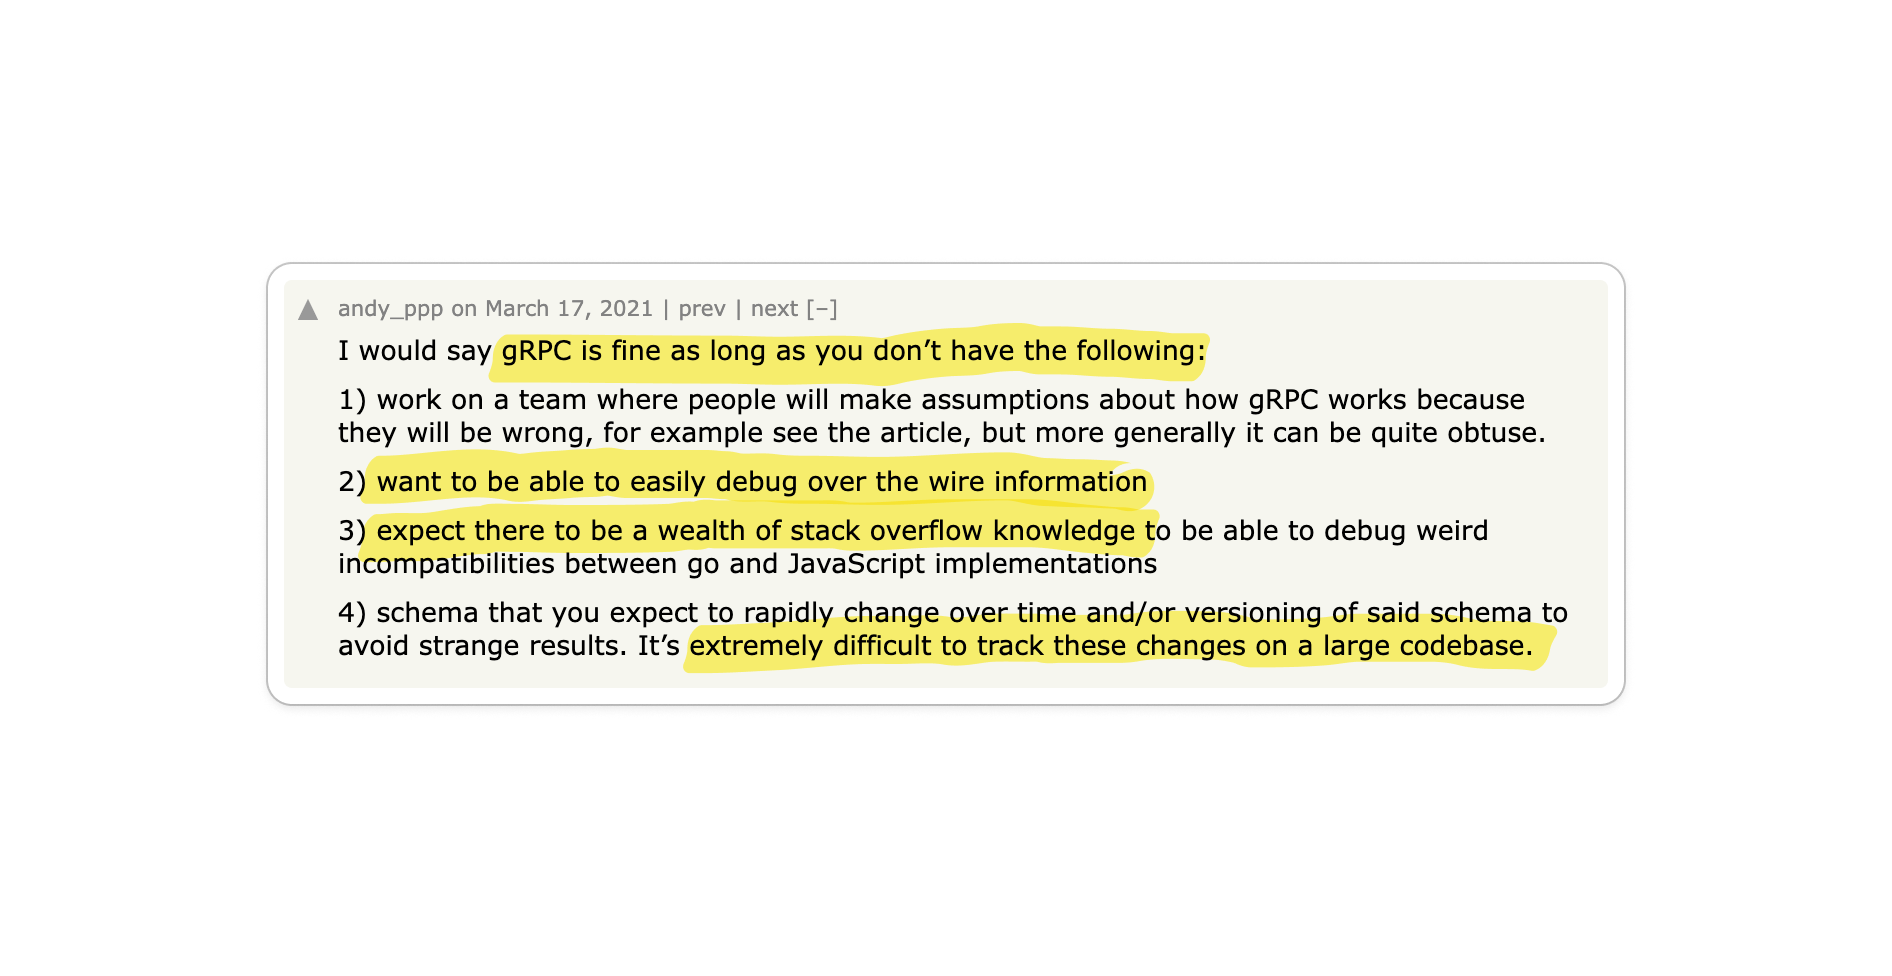 andy_ppp on March 17, 2021 | prev | next [–]
I would say gRPC is fine as long as you don’t have the following:
1) work on a team where people will make assumptions about how gRPC works because
they will be wrong, for example see the article, but more generally it can be quite obtuse.
2) want to be able to easily debug over the wire information
3) expect there to be a wealth of stack overflow knowledge to be able to debug weird
incompatibilities between go and JavaScript implementations
4) schema that you expect to rapidly change over time and/or versioning of said schema to
avoid strange results. It’s extremely difficult to track these changes on a large codebase.